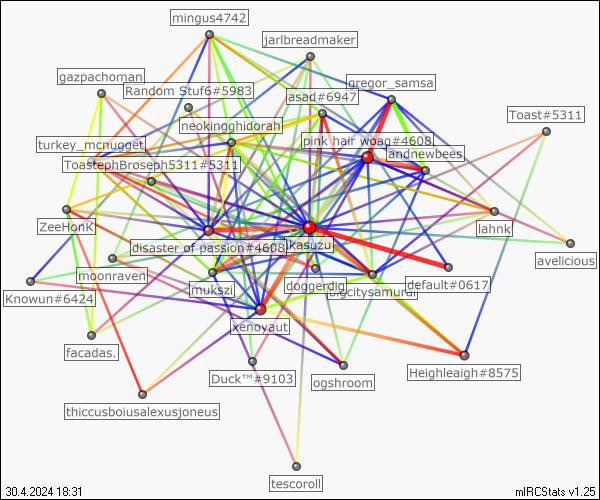 mingus4742
jarlbreadmaker
gazpachoman
Random Stuf6#5983
gregor_samsa
asad#6947
Toast#5311
neokingghidorah
pink hair woag#4608
turkey_mcnugget
landnewbees
ToastephBroseph5311#5311
ZeeHonk
lahnk
disaster of passion#4608
kasuzu
avelicious
moonraven
doggerdig
default#0617
mukszi
bigcitysamurai
Knowun#6424
xenoyaut
facadas.
Duck™#9103
ogshroom
Heighleaigh#8575
thiccusboiusalexusjoneus
tescoroll
30.4.2024 18:31
mIRCStats v1.25